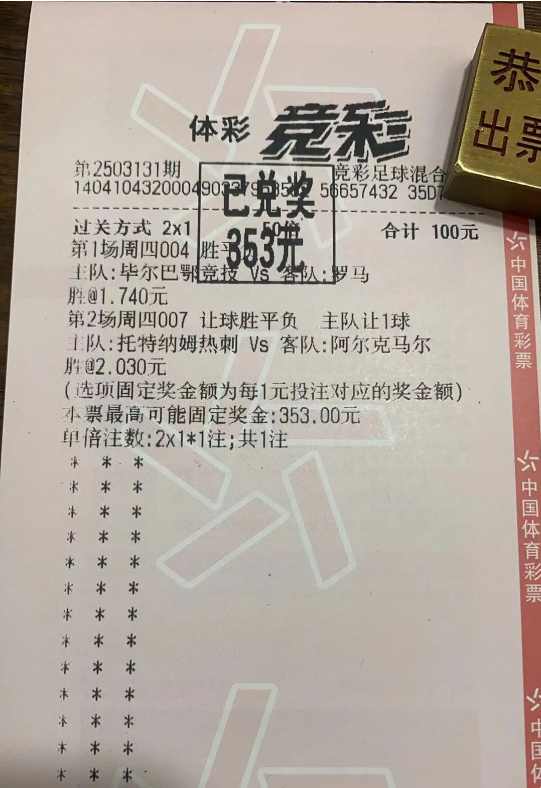 恭
出票
体彩 竞彩
第2503131期 竞彩足球混合
已兑奖
353元
过关方式 2x1 50倍 合计 100元
第1场周四004 胜平
主队:毕尔巴鄂竞技 Vs 客队:罗马
胜@1.740元
第2场周四007 让球胜平负 主队让1球
主队:托特纳姆热刺 Vs 客队:阿尔克马尔
胜@2.030元
(选项固定奖金额为每1元投注对应的奖金额)
本票最高可能固定奖金:353.00元
单倍注数:2x1*1注;共1注
* * *
* * *
* * *
* * *
* * *
* * *
* * *
* * *
* * *
* * *
* * *
* * *
* * *
中国体育彩票
中国体育彩票
中国体